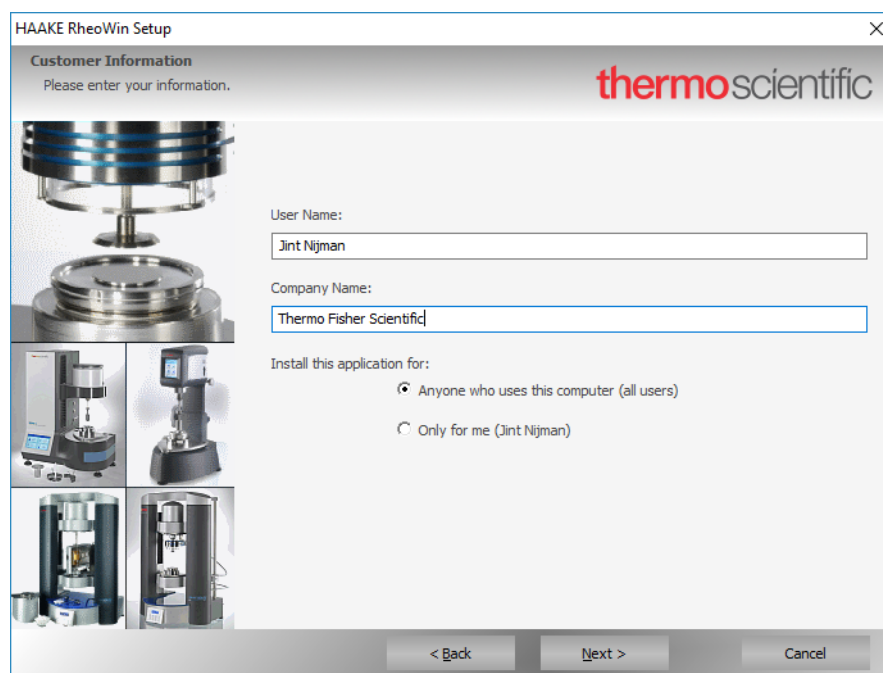 HAAKE RheoWin Setup
Customer Information
Please enter your information.
thermoscientific
User Name:
Jint Nijman
Company Name:
Thermo Fisher Scientific
Install this application for:
Anyone who uses this computer (all users)
Only for me (Jint Nijman)
< Back
Next >
Cancel